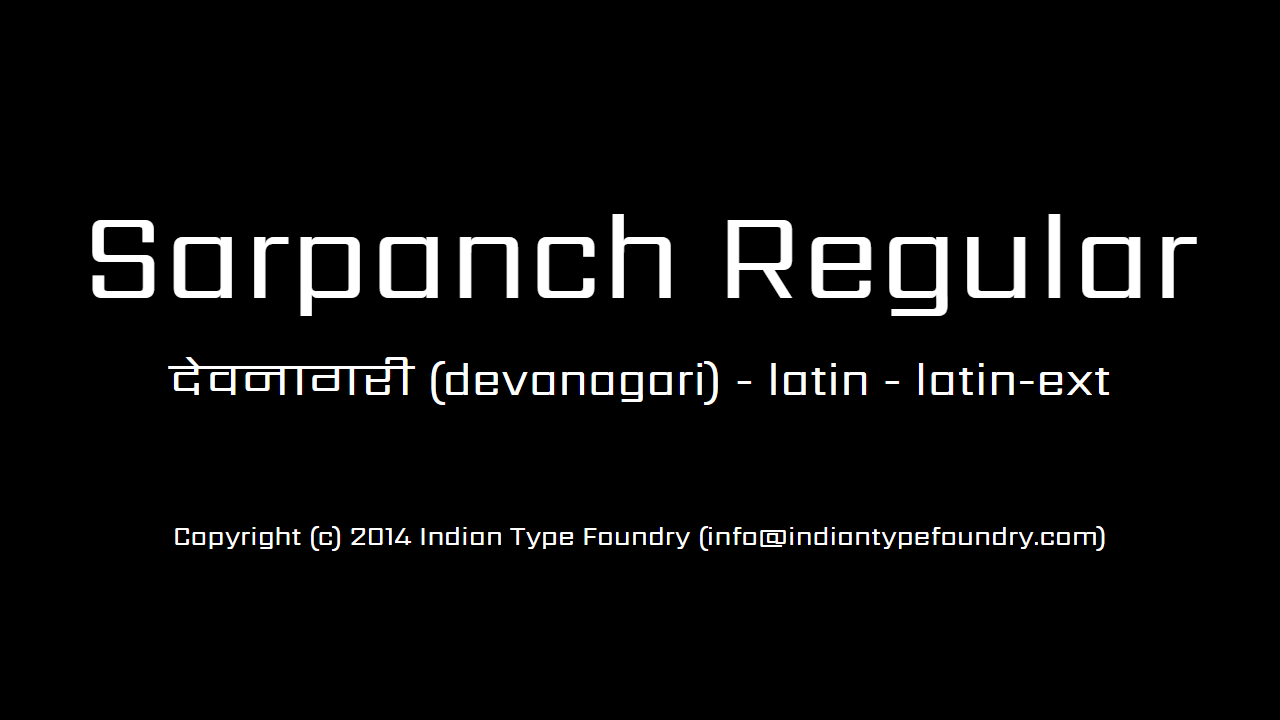 Sarpanch Regular
देवनागरी (devanagari) - latin - latin-ext
Copyright (c) 2014 Indian Type Foundry (info@indiantypefoundry.com)